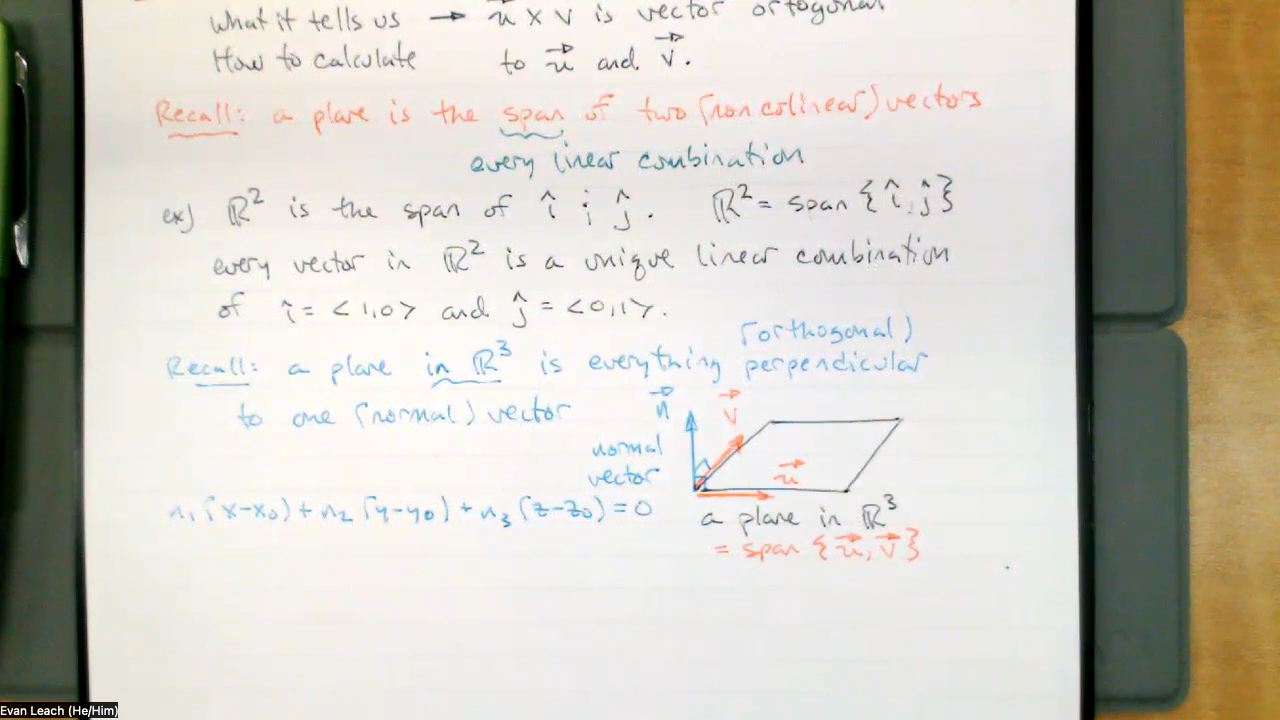 What it tells us → u⃗ × v⃗ is vector ortogonal
How to calculate to u⃗ and v⃗.
Recall: a plane is the span of two (noncolinear) vectors
every linear combination
ex) ℝ² is the span of î ; ĵ. ℝ² = span {î, ĵ}
every vector in ℝ² is a unique linear combination
of î = <1,0> and ĵ = <0,1>.
(orthogonal)
Recall: a plane in ℝ³ is everything perpendicular
to one (normal) vector
n⃗ v⃗
normal
vector
u⃗
n₁(x-x₀) + n₂(y-y₀) + n₃(z-z₀) = 0
a plane in ℝ³
= span {u⃗, v⃗}
Evan Leach (He/Him)